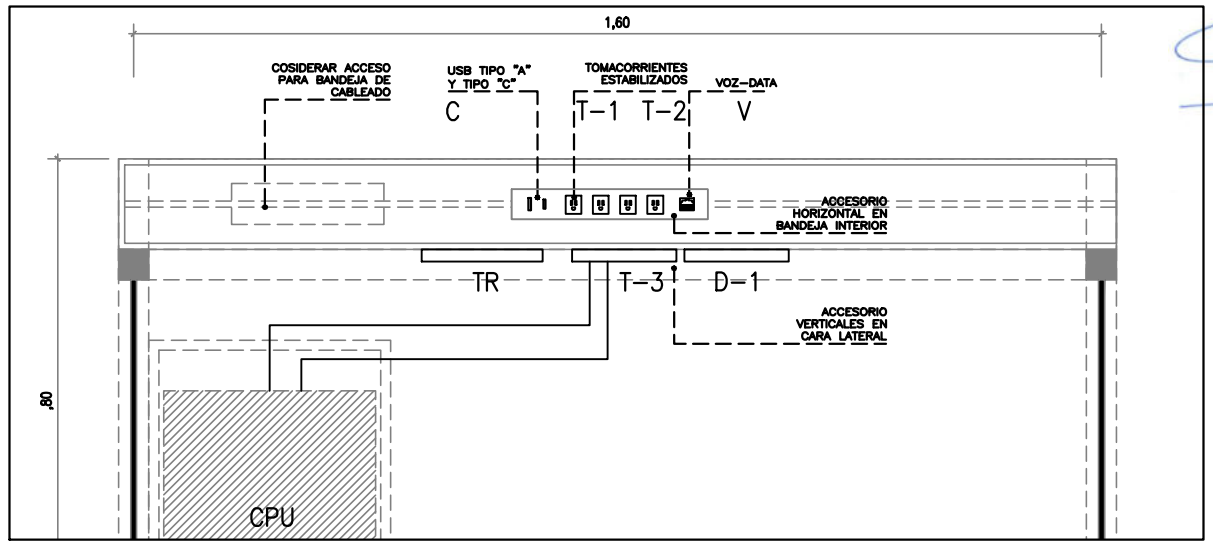 1,60
COSIDERAR ACCESO
PARA BANDEJA DE
CABLEADO
USB TIPO "A"
Y TIPO "C"
C
TOMACORRIENTES
ESTABILIZADOS
T-1 T-2
VOZ-DATA
V
ACCESORIO
HORIZONTAL EN
BANDEJA INTERIOR
TR
T-3
D-1
ACCESORIO
VERTICALES EN
CARA LATERAL
,80
CPU